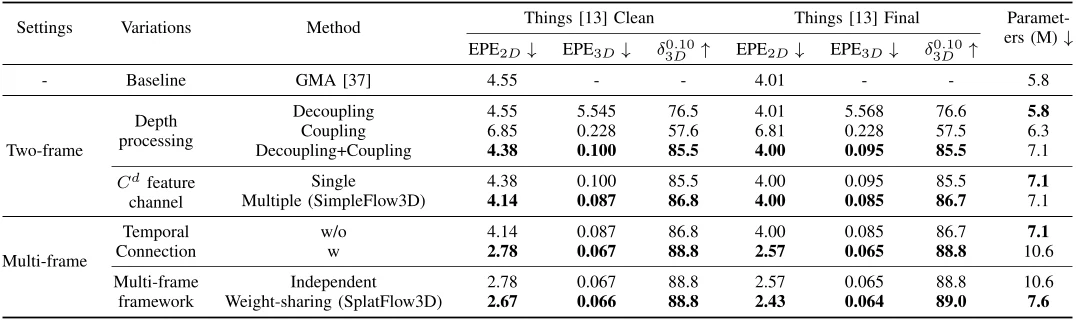 Settings Variations Method Things [13] Clean Things [13] Final Paramet-
ers (M) ↓
EPE2D ↓ EPE3D ↓ δ3D^0.10 ↑ EPE2D ↓ EPE3D ↓ δ3D^0.10 ↑
- Baseline GMA [37] 4.55 - - 4.01 - - 5.8
Two-frame
Depth
processing
Decoupling 4.55 5.545 76.5 4.01 5.568 76.6 5.8
Coupling 6.85 0.228 57.6 6.81 0.228 57.5 6.3
Decoupling+Coupling 4.38 0.100 85.5 4.00 0.095 85.5 7.1
C^d feature
channel
Single 4.38 0.100 85.5 4.00 0.095 85.5 7.1
Multiple (SimpleFlow3D) 4.14 0.087 86.8 4.00 0.085 86.7 7.1
Multi-frame
Temporal
Connection
w/o 4.14 0.087 86.8 4.00 0.085 86.7 7.1
w 2.78 0.067 88.8 2.57 0.065 88.8 10.6
Multi-frame
framework
Independent 2.78 0.067 88.8 2.57 0.065 88.8 10.6
Weight-sharing (SplatFlow3D) 2.67 0.066 88.8 2.43 0.064 89.0 7.6